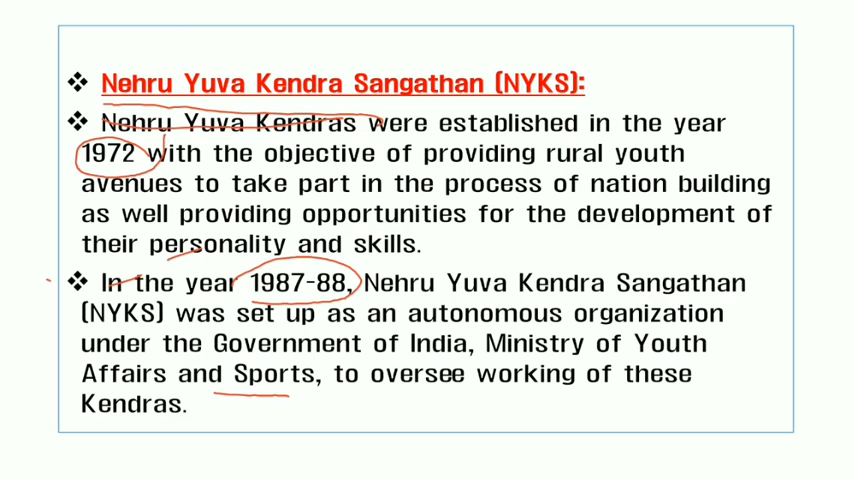 ❖ Nehru Yuva Kendra Sangathan (NYKS):
❖ Nehru Yuva Kendras were established in the year
1972 with the objective of providing rural youth
avenues to take part in the process of nation building
as well providing opportunities for the development of
their personality and skills.
❖ In the year 1987-88, Nehru Yuva Kendra Sangathan
(NYKS) was set up as an autonomous organization
under the Government of India, Ministry of Youth
Affairs and Sports, to oversee working of these
Kendras.